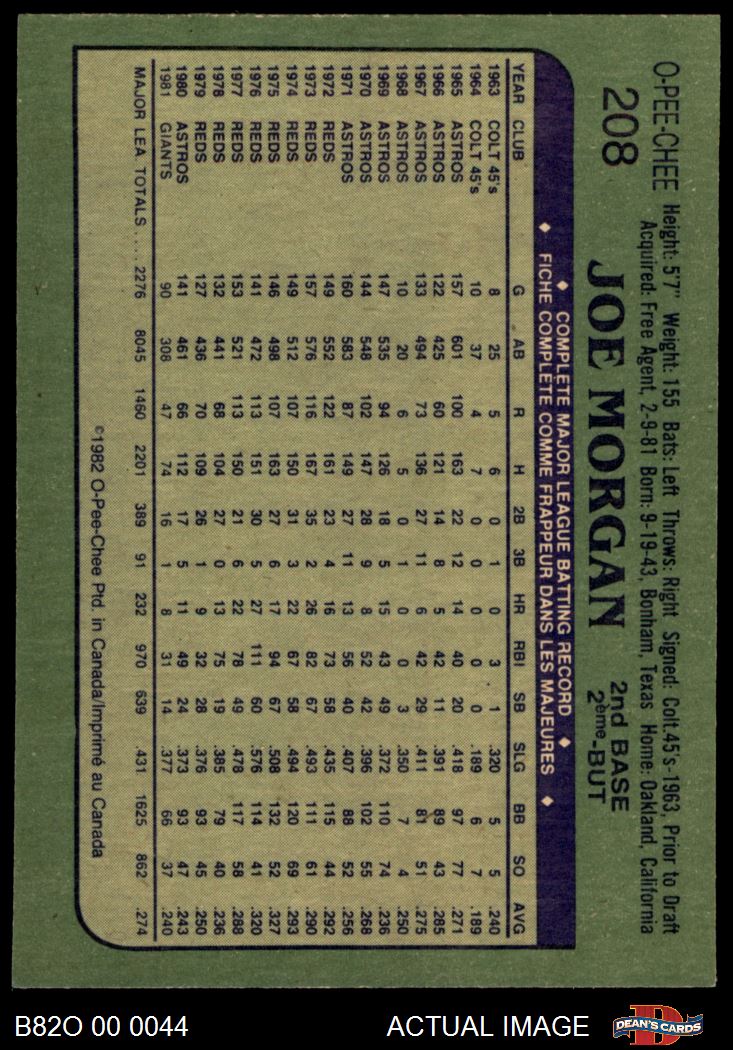 O-PEE-CHEE Height: 5'7" Weight: 155 Bats: Left Throws: Right Signed: Colt.45's-1963, Prior to Draft
208 Acquired: Free Agent, 2-9-81 Born: 9-19-43, Bonham, Texas Home: Oakland, California
JOE MORGAN 2nd BASE
2ème-BUT
◆ COMPLETE MAJOR LEAGUE BATTING RECORD ◆
◆ FICHE COMPLETE COMME FRAPPEUR DANS LES MAJEURES ◆
YEAR CLUB G AB R H 2B 3B HR RBI SB SLG BB SO AVG
1963 COLT 45's 8 25 5 6 0 1 0 3 1 .320 5 5 .240
1964 COLT 45's 10 37 4 7 0 0 0 0 0 .189 6 7 .189
1965 ASTROS 157 601 100 163 22 12 14 40 20 .418 97 77 .271
1966 ASTROS 122 425 60 121 14 8 5 42 11 .391 89 43 .285
1967 ASTROS 133 494 73 136 27 11 6 42 29 .411 81 51 .275
1968 ASTROS 10 20 6 5 0 1 0 0 3 .350 7 4 .250
1969 ASTROS 147 535 94 126 18 5 15 43 49 .372 110 74 .236
1970 ASTROS 144 548 102 147 28 9 8 52 42 .396 102 55 .268
1971 ASTROS 160 583 87 149 27 11 13 56 40 .407 88 52 .256
1972 REDS 149 552 122 161 23 4 16 73 58 .435 115 44 .292
1973 REDS 157 576 116 167 35 2 26 82 67 .493 111 61 .290
1974 REDS 149 512 107 150 31 3 22 67 58 .494 120 69 .293
1975 REDS 146 498 107 163 27 6 17 94 67 .508 132 52 .327
1976 REDS 141 472 113 151 30 5 27 111 60 .576 114 41 .320
1977 REDS 153 521 113 150 21 6 22 78 49 .478 117 58 .288
1978 REDS 132 441 68 104 27 0 13 75 19 .385 79 40 .236
1979 REDS 127 436 70 109 26 1 9 32 28 .376 93 45 .250
1980 ASTROS 141 461 66 112 17 5 11 49 24 .373 93 47 .243
1981 GIANTS 90 308 47 74 16 1 8 31 14 .377 66 37 .240
MAJOR LEA. TOTALS .... 2276 8045 1460 2201 389 91 232 970 639 .431 1625 862 .274
©1982 O-Pee-Chee Ptd. in Canada/Imprimé au Canada
B82O 00 0044 ACTUAL IMAGE DEAN'S CARDS